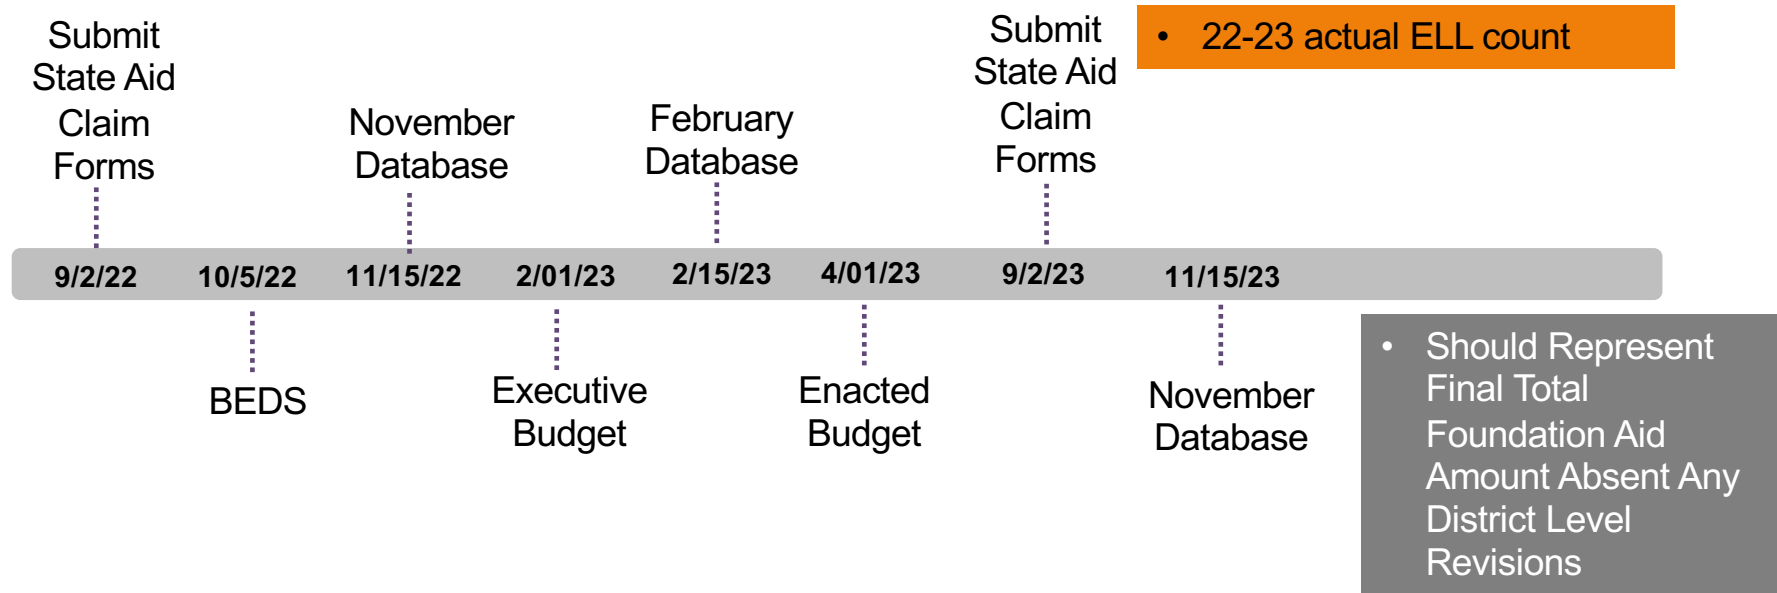 Submit
State Aid
Claim
Forms
November
Database
February
Database
Submit
State Aid
Claim
Forms
• 22-23 actual ELL count
9/2/22 10/5/22 11/15/22 2/01/23 2/15/23 4/01/23 9/2/23 11/15/23
BEDS
Executive
Budget
Enacted
Budget
November
Database
• Should Represent
Final Total
Foundation Aid
Amount Absent Any
District Level
Revisions